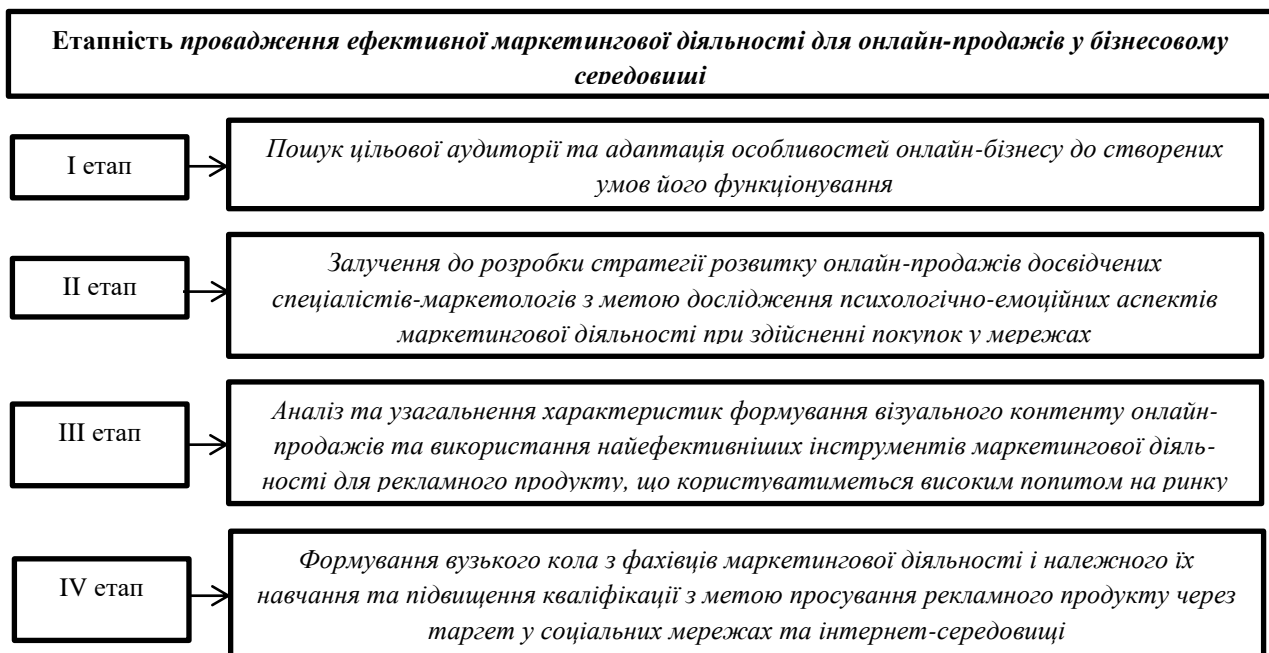 Етапність провадження ефективної маркетингової діяльності для онлайн-продажів у бізнесовому
середовищі
І етап
Пошук цільової аудиторії та адаптація особливостей онлайн-бізнесу до створених
умов його функціонування
ІІ етап
Залучення до розробки стратегії розвитку онлайн-продажів досвідчених
спеціалістів-маркетологів з метою дослідження психологічно-емоційних аспектів
маркетингової діяльності при здійсненні покупок у мережах
ІІІ етап
Аналіз та узагальнення характеристик формування візуального контенту онлайн-
продажів та використання найефективніших інструментів маркетингової діяль-
ності для рекламного продукту, що користуватиметься високим попитом на ринку
IV етап
Формування вузького кола з фахівців маркетингової діяльності і належного їх
навчання та підвищення кваліфікації з метою просування рекламного продукту через
таргет у соціальних мережах та інтернет-середовищі